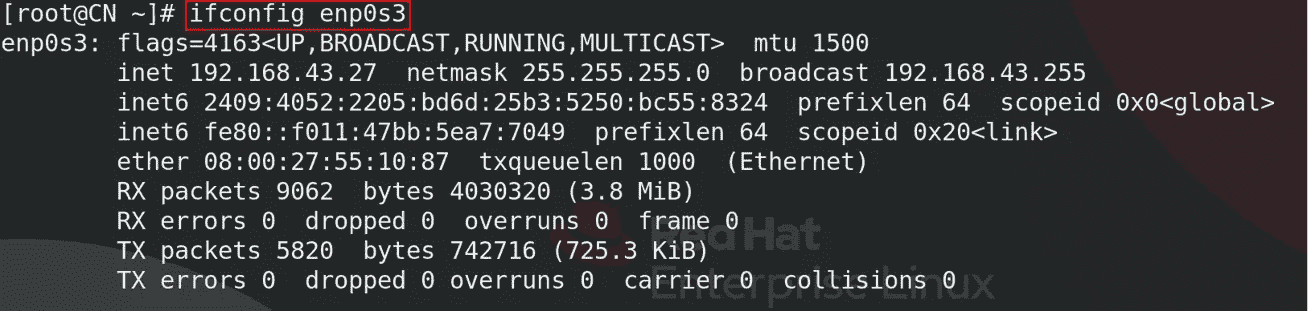 [root@CN ~]# ifconfig enp0s3
enp0s3: flags=4163<UP,BROADCAST,RUNNING,MULTICAST>  mtu 1500
        inet 192.168.43.27  netmask 255.255.255.0  broadcast 192.168.43.255
        inet6 2409:4052:2205:bd6d:25b3:5250:bc55:8324  prefixlen 64  scopeid 0x0<global>
        inet6 fe80::f011:47bb:5ea7:7049  prefixlen 64  scopeid 0x20<link>
        ether 08:00:27:55:10:87  txqueuelen 1000  (Ethernet)
        RX packets 9062  bytes 4030320 (3.8 MiB)
        RX errors 0  dropped 0  overruns 0  frame 0
        TX packets 5820  bytes 742716 (725.3 KiB)
        TX errors 0  dropped 0 overruns 0  carrier 0  collisions 0
Red Hat
Enterprise Linux